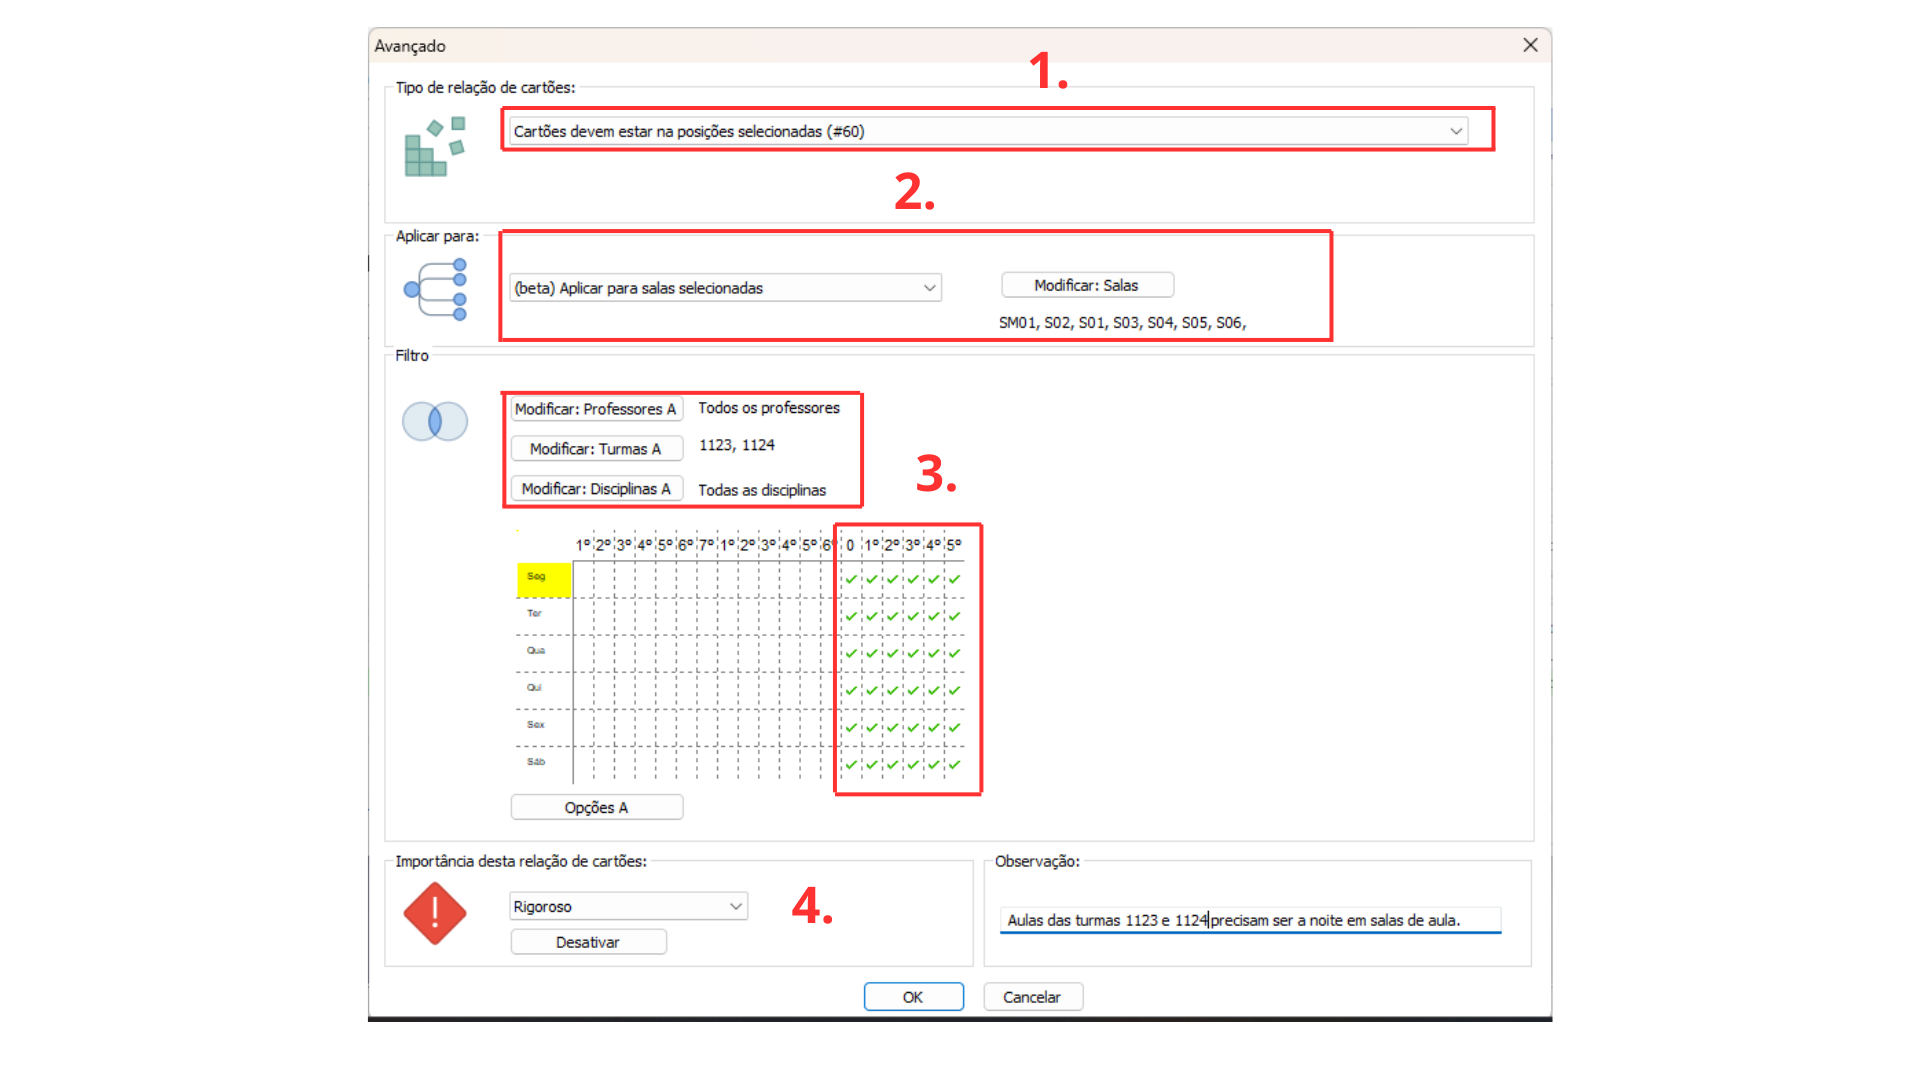 Avançado
1.
Tipo de relação de cartões:
Cartões devem estar na posições selecionadas (#60)
2.
Aplicar para:
(beta) Aplicar para salas selecionadas
Modificar: Salas
SM01, S02, S01, S03, S04, S05, S06,
Filtro
Modificar: Professores A Todos os professores
Modificar: Turmas A 1123, 1124
3.
Modificar: Disciplinas A Todas as disciplinas
1º 2º 3º 4º 5º 6º 7º 1º 2º 3º 4º 5º 6º 0 1º 2º 3º 4º 5º
Seg
Ter
Qua
Qui
Sex
Sáb
Opções A
Importância desta relação de cartões:
Observação:
Rigoroso
4.
Aulas das turmas 1123 e 1124 precisam ser a noite em salas de aula.
Desativar
OK
Cancelar